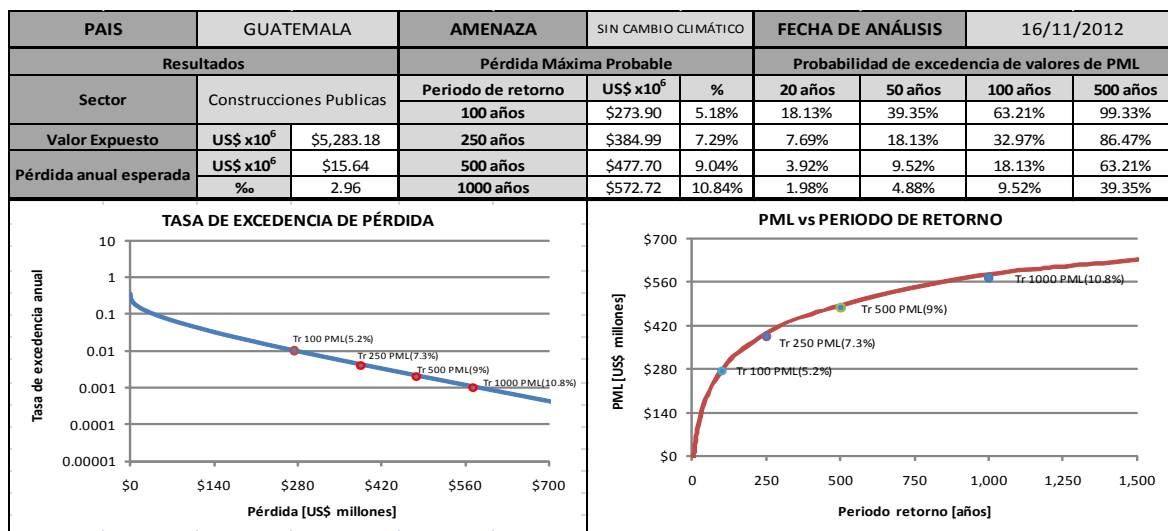 PAIS GUATEMALA AMENAZA SIN CAMBIO CLIMÁTICO FECHA DE ANÁLISIS 16/11/2012
Resultados Pérdida Máxima Probable Probabilidad de excedencia de valores de PML
Sector Construcciones Publicas Periodo de retorno US$ x10⁶ % 20 años 50 años 100 años 500 años
100 años $273.90 5.18% 18.13% 39.35% 63.21% 99.33%
Valor Expuesto US$ x10⁶ $5,283.18 250 años $384.99 7.29% 7.69% 18.13% 32.97% 86.47%
Pérdida anual esperada US$ x10⁶ $15.64 500 años $477.70 9.04% 3.92% 9.52% 18.13% 63.21%
‰ 2.96 1000 años $572.72 10.84% 1.98% 4.88% 9.52% 39.35%
TASA DE EXCEDENCIA DE PÉRDIDA
Tasa de excedencia anual
10
1
0.1
0.01
0.001
0.0001
0.00001
Tr 100 PML(5.2%)
Tr 250 PML(7.3%)
Tr 500 PML(9%)
Tr 1000 PML(10.8%)
$0 $140 $280 $420 $560 $700
Pérdida [US$ millones]
PML vs PERIODO DE RETORNO
PML [US$ millones]
$700
$560
$420
$280
$140
$0
Tr 1000 PML(10.8%)
Tr 500 PML(9%)
Tr 250 PML(7.3%)
Tr 100 PML(5.2%)
0 250 500 750 1,000 1,250 1,500
Periodo retorno [años]